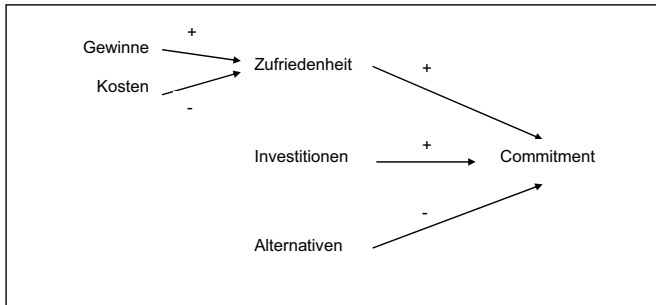 +
Gewinne
Zufriedenheit
+
Kosten
-
+
Investitionen
Commitment
-
Alternativen